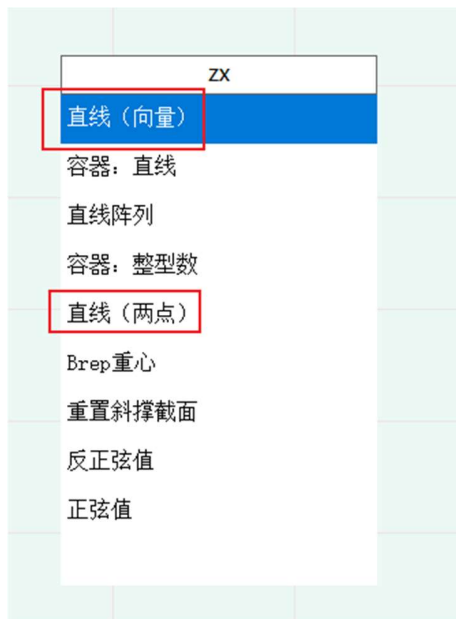 ZX
直线（向量）
容器：直线
直线阵列
容器：整型数
直线（两点）
Brep重心
重置斜撑截面
反正弦值
正弦值